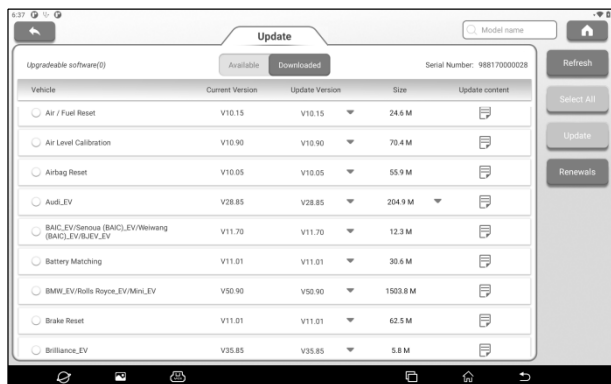 6:37
Update
Model name
Upgradeable software(0)
Available
Downloaded
Serial Number: 988170000028
Refresh
Vehicle Current Version Update Version Size Update content
Select All
Air / Fuel Reset V10.15 V10.15 24.6 M
Update
Air Level Calibration V10.90 V10.90 70.4 M
Renewals
Airbag Reset V10.05 V10.05 55.9 M
Audi_EV V28.85 V28.85 204.9 M
BAIC_EV/Senoua (BAIC)_EV/Weiwang
(BAIC)_EV/BJEV_EV V11.70 V11.70 12.3 M
Battery Matching V11.01 V11.01 30.6 M
BMW_EV/Rolls Royce_EV/Mini_EV V50.90 V50.90 1503.8 M
Brake Reset V11.01 V11.01 62.5 M
Brilliance_EV V35.85 V35.85 5.8 M